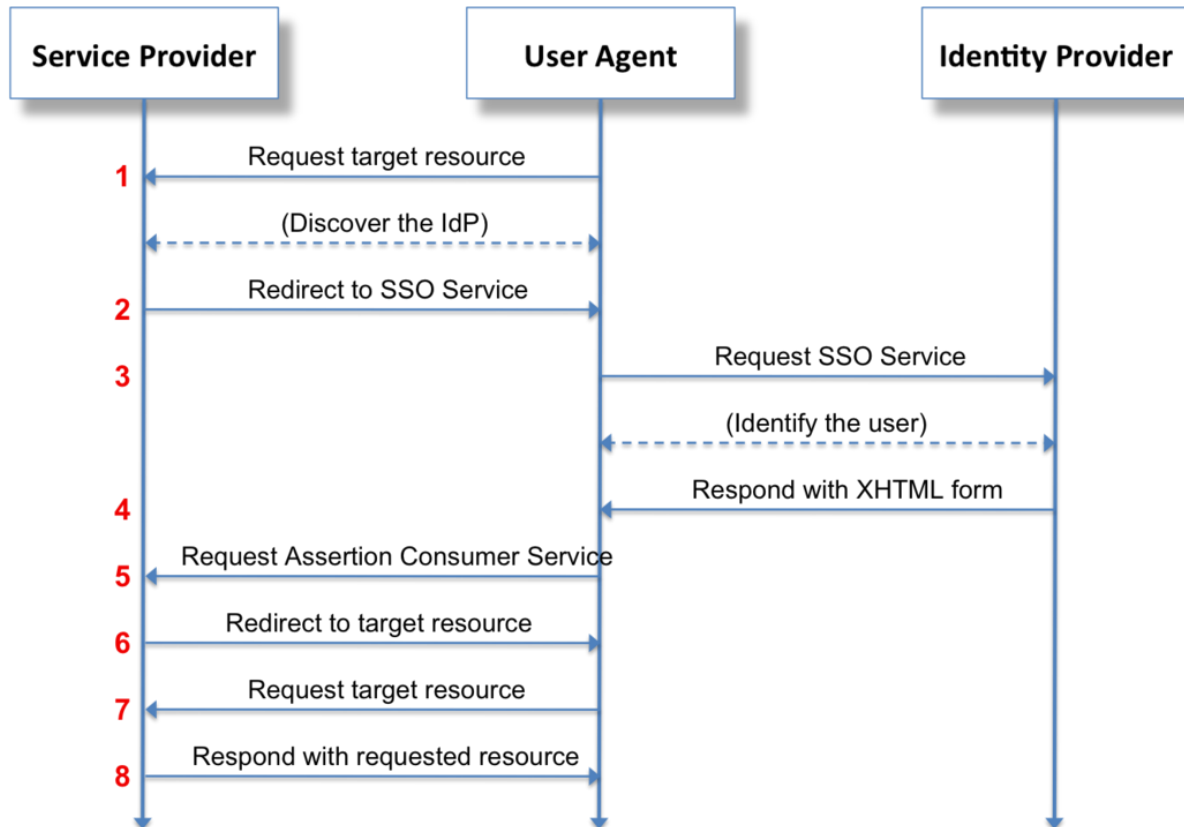 Service Provider
User Agent
Identity Provider
Request target resource
1
(Discover the IdP)
Redirect to SSO Service
2
Request SSO Service
3
(Identify the user)
Respond with XHTML form
4
Request Assertion Consumer Service
5
Redirect to target resource
6
Request target resource
7
Respond with requested resource
8